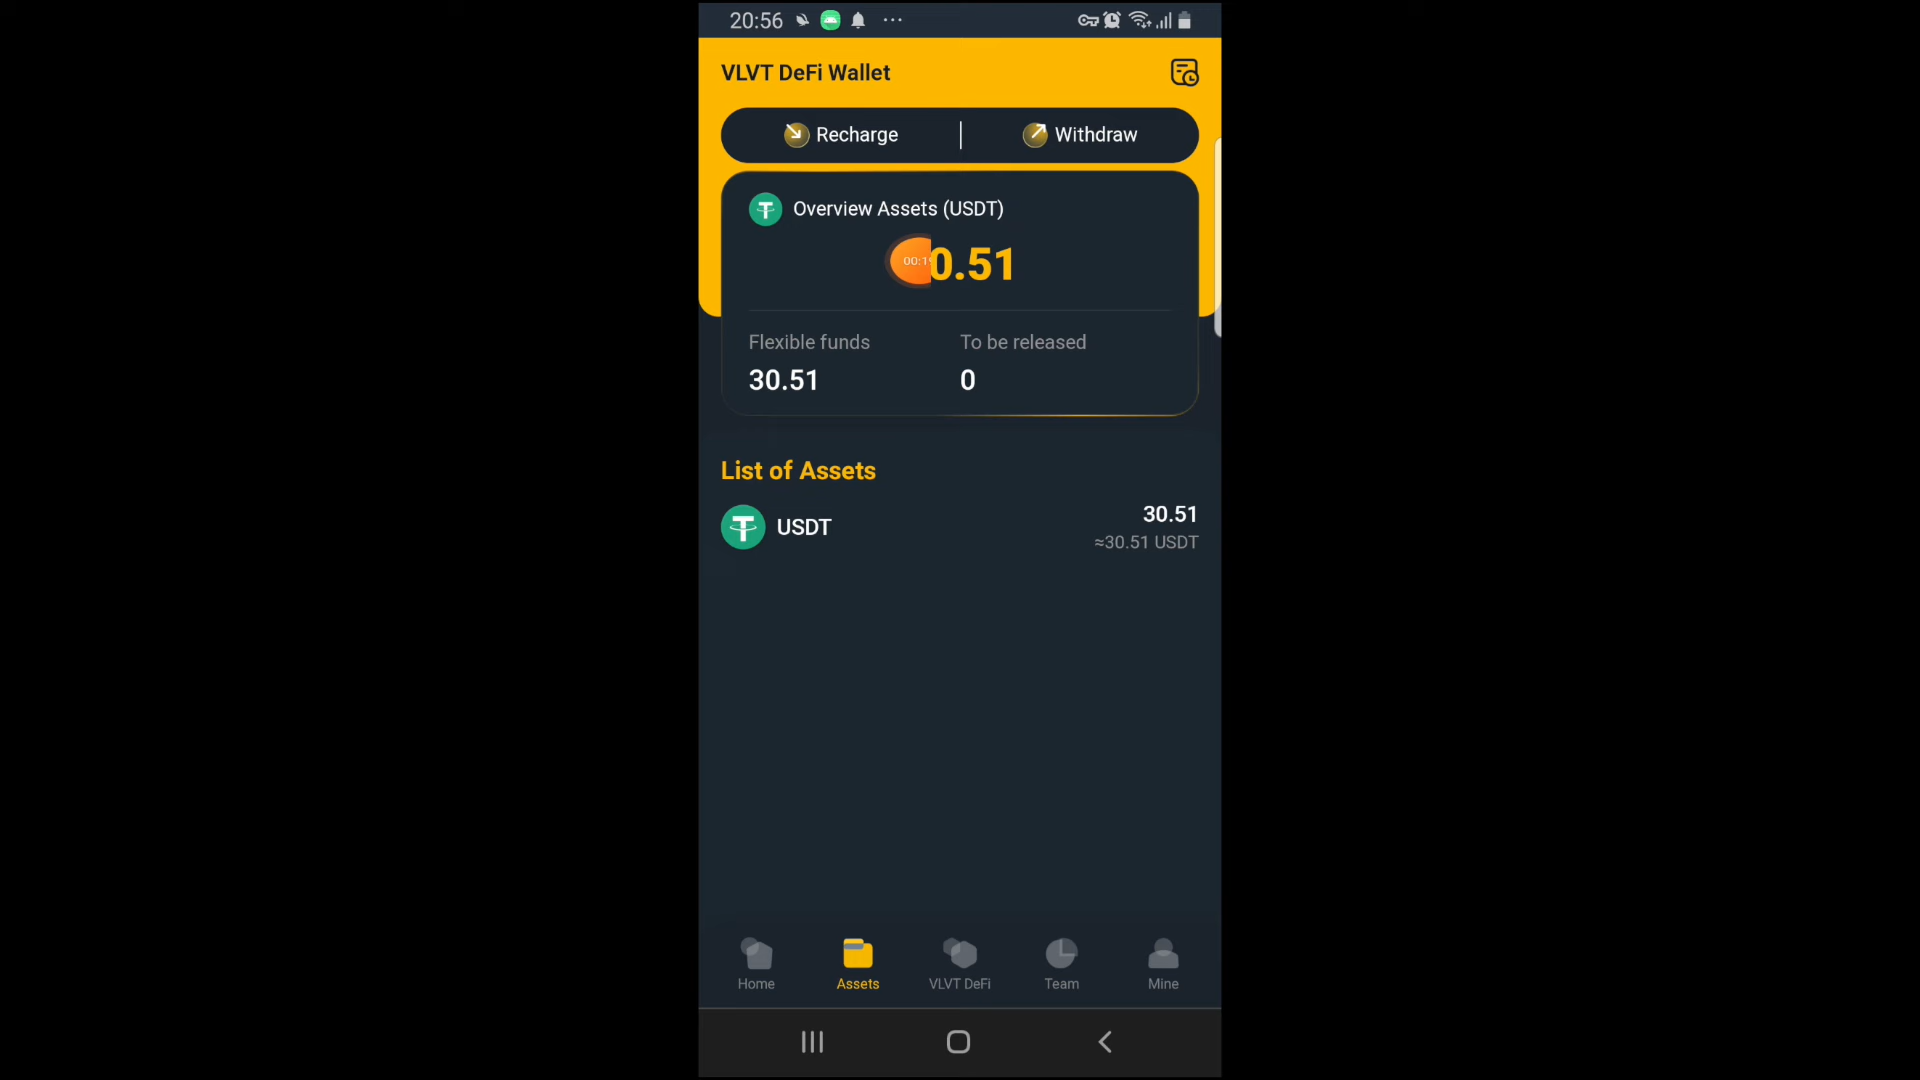 20:56
VLVT DeFi Wallet
Recharge | Withdraw
Overview Assets (USDT)
0.51
Flexible funds To be released
30.51 0
List of Assets
USDT 30.51
≈30.51 USDT
Home Assets VLVT DeFi Team Mine